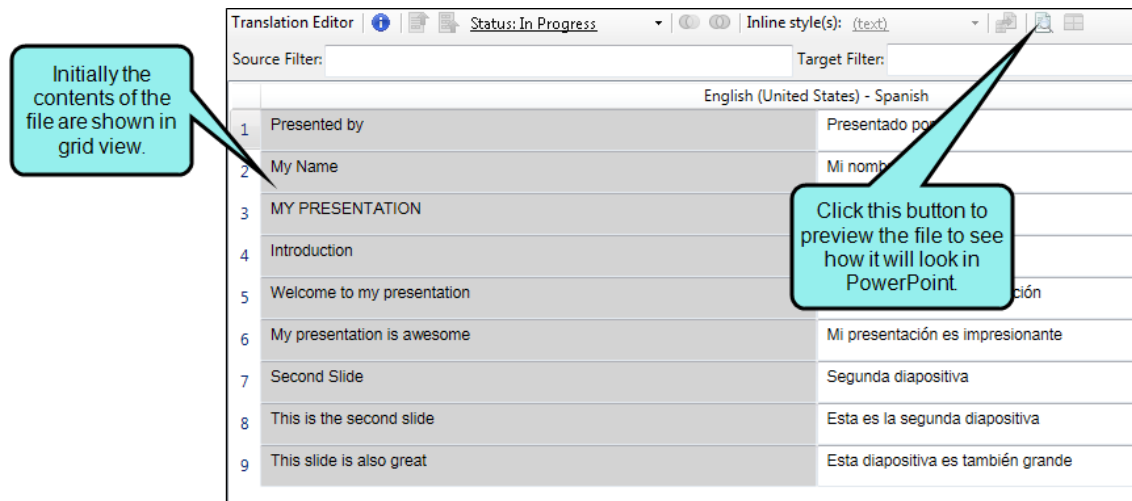 Translation Editor Status: In Progress Inline style(s): (text)
Source Filter: Target Filter:
Initially the
contents of the
file are shown in
grid view.
English (United States) - Spanish
1 Presented by Presentado por
2 My Name Mi
3 MY PRESENTATION
4 Introduction
Click this button to
preview the file to see
how it will look in
PowerPoint.
5 Welcome to my presentation
6 My presentation is awesome Mi presentación es impresionante
7 Second Slide Segunda diapositiva
8 This is the second slide Esta es la segunda diapositiva
9 This slide is also great Esta diapositiva es también grande